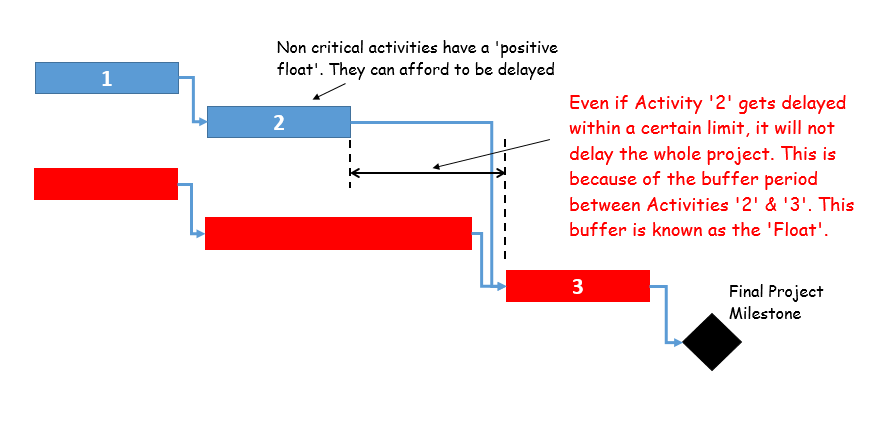 Non critical activities have a 'positive
float'. They can afford to be delayed
1
2
Even if Activity '2' gets delayed
within a certain limit, it will not
delay the whole project. This is
because of the buffer period
between Activities '2' & '3'. This
buffer is known as the 'Float'.
3
Final Project
Milestone